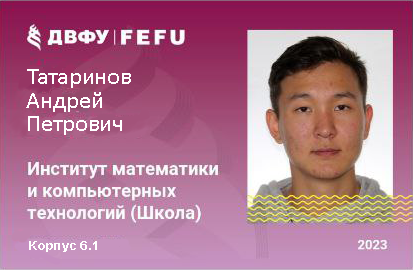 ДВФУ | FEFU
Татаринов
Андрей
Петрович
Институт математики
и компьютерных
технологий (Школа)
Корпус 6.1
2023